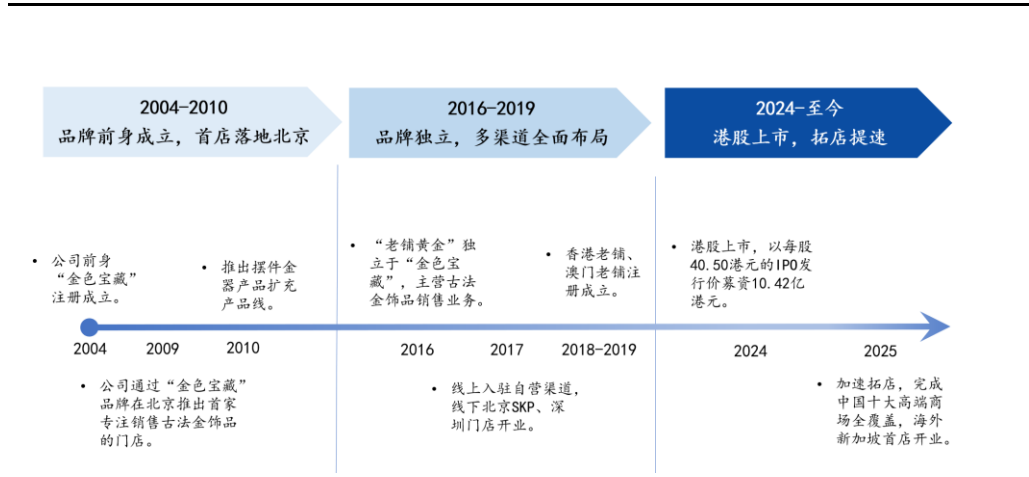 2004-2010
品牌前身成立，首店落地北京
2016-2019
品牌独立，多渠道全面布局
2024-至今
港股上市，拓店提速
• 公司前身
“金色宝藏”
注册成立。
• 推出摆件金
器产品扩充
产品线。
• “老铺黄金”独
立于“金色宝
藏”，主营古法
金饰品销售业务。
• 香港老铺、
澳门老铺注
册成立。
• 港股上市，以每股
40.50港元的IPO发
行价募资10.42亿
港元。
2004
2009
2010
2016
2017
2018-2019
2024
2025
• 公司通过“金色宝藏”
品牌在北京推出首家
专注销售古法金饰品
的门店。
• 线上入驻自营渠道，
线下北京SKP、深
圳门店开业。
• 加速拓店，完成
中国十大高端商
场全覆盖，海外
新加坡首店开业。